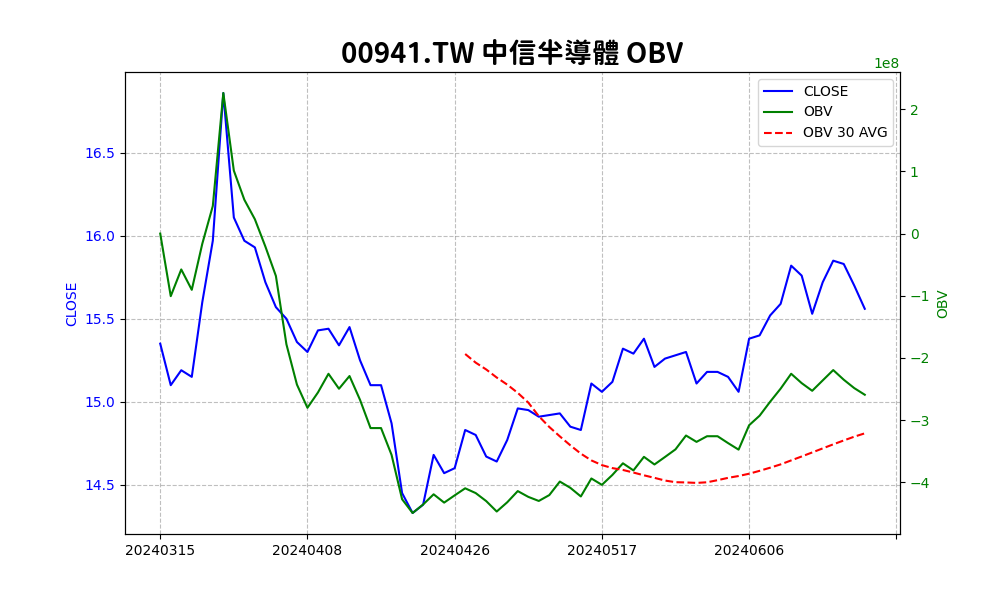 00941.TW 中信半導體 OBV
1e8
CLOSE
OBV
OBV 30 AVG
16.5
16.0
15.5
15.0
14.5
CLOSE
2
1
0
−1
−2
−3
−4
OBV
20240315
20240408
20240426
20240517
20240606